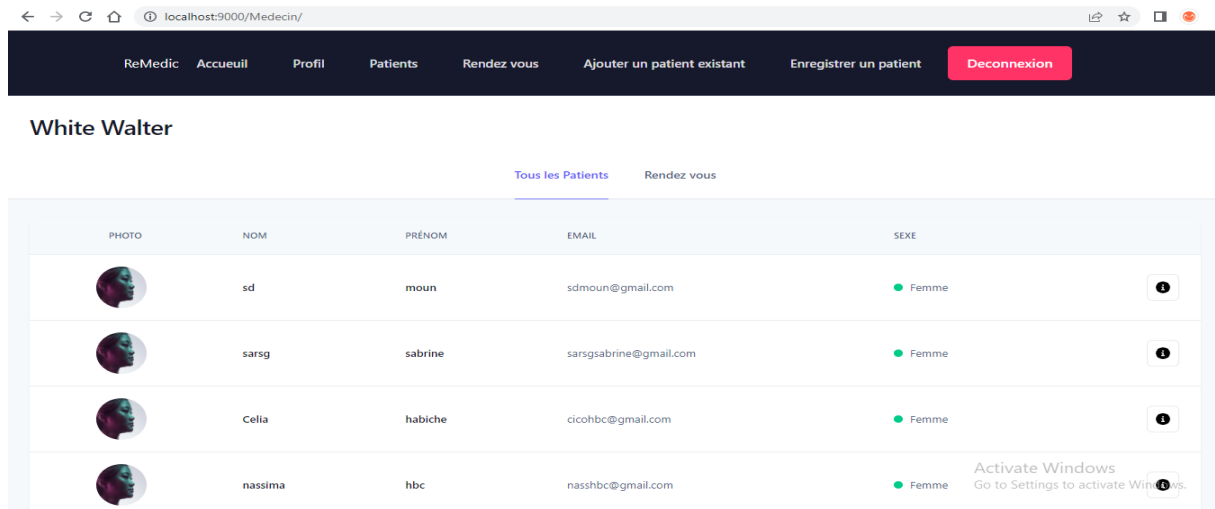 localhost:9000/Medecin/
ReMedic Accueuil Profil Patients Rendez vous Ajouter un patient existant Enregistrer un patient Deconnexion
White Walter
Tous les Patients Rendez vous
PHOTO NOM PRÉNOM EMAIL SEXE
sd moun sdmoun@gmail.com Femme
sarsg sabrine sarsgsabrine@gmail.com Femme
Celia habiche cicohbc@gmail.com Femme
Activate Windows
nassima hbc nasshbc@gmail.com Femme Go to Settings to activate Windows.